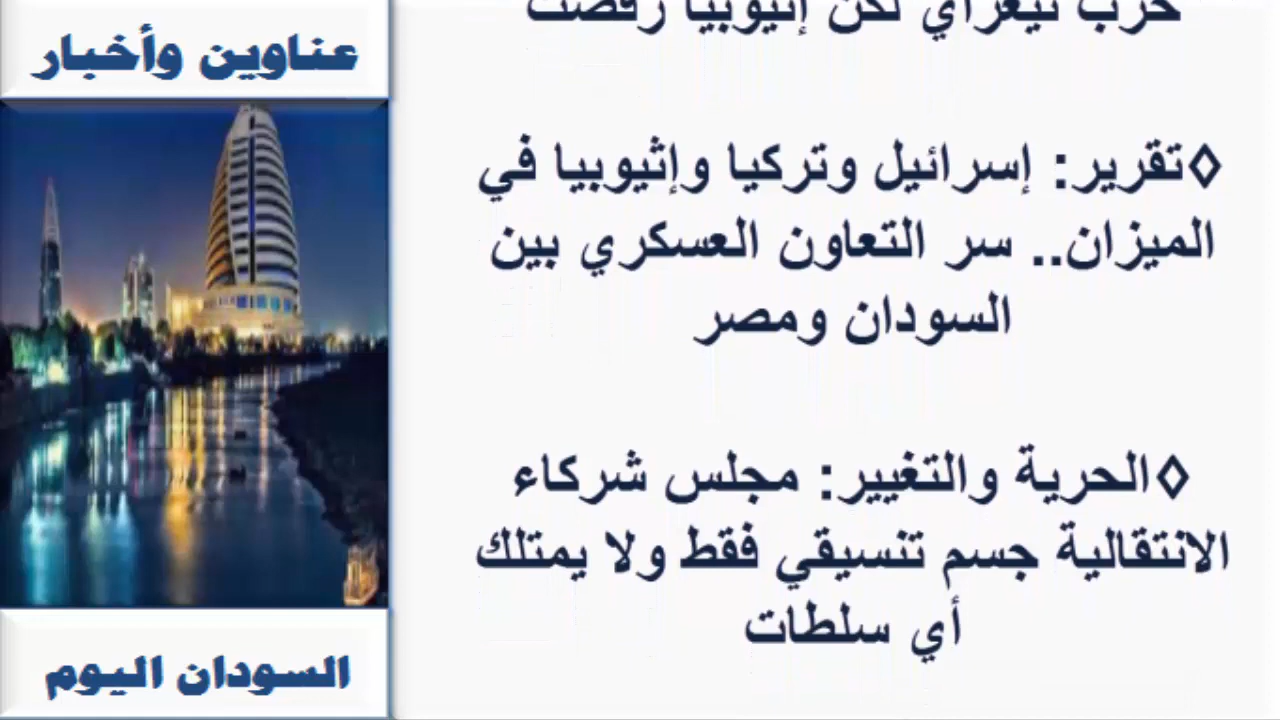 عناوين وأخبار
حرب تيغراي لكن إثيوبيا رفضت
◊تقرير: إسرائيل وتركيا وإثيوبيا في
الميزان.. سر التعاون العسكري بين
السودان ومصر
◊الحرية والتغيير: مجلس شركاء
الانتقالية جسم تنسيقي فقط ولا يمتلك
أي سلطات
السودان اليوم